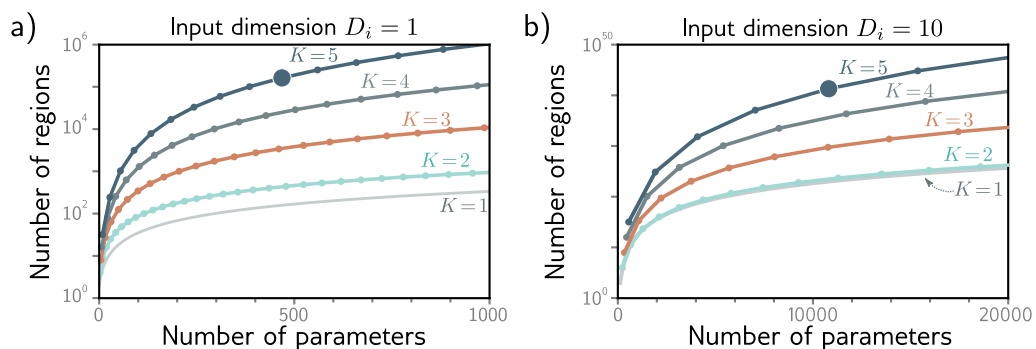 a) Input dimension D_i = 1
Number of regions
10^6
10^4
10^2
10^0
K=5
K=4
K=3
K=2
K=1
0 500 1000
Number of parameters
b) Input dimension D_i = 10
Number of regions
10^50
10^0
K=5
K=4
K=3
K=2
K=1
0 10000 20000
Number of parameters